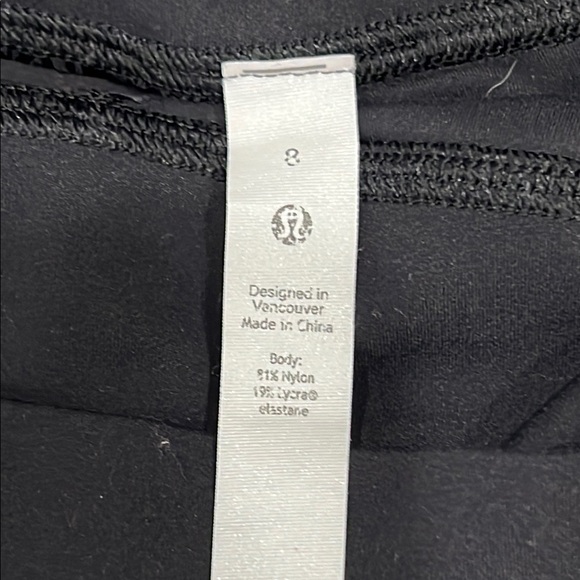 8
Designed in
Vancouver
Made in China
Body:
81% Nylon
19% Lycra®
elastane